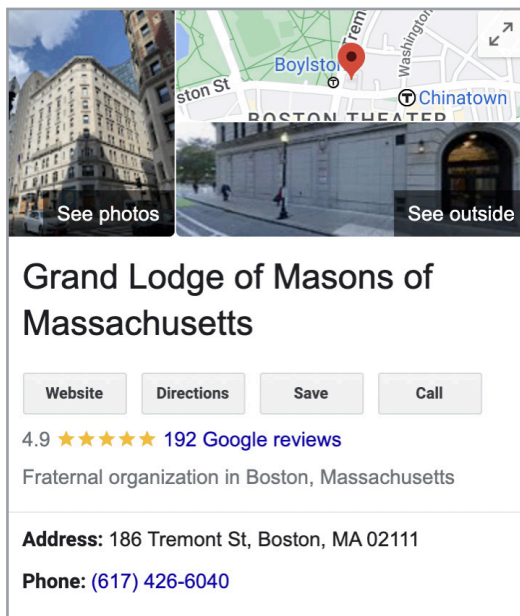 Trem
Washington
Boylsto
ston St
T
T Chinatown
BOSTON THEATER
See photos
See outside
Grand Lodge of Masons of
Massachusetts
Website Directions Save Call
4.9 ★★★★★ 192 Google reviews
Fraternal organization in Boston, Massachusetts
Address: 186 Tremont St, Boston, MA 02111
Phone: (617) 426-6040